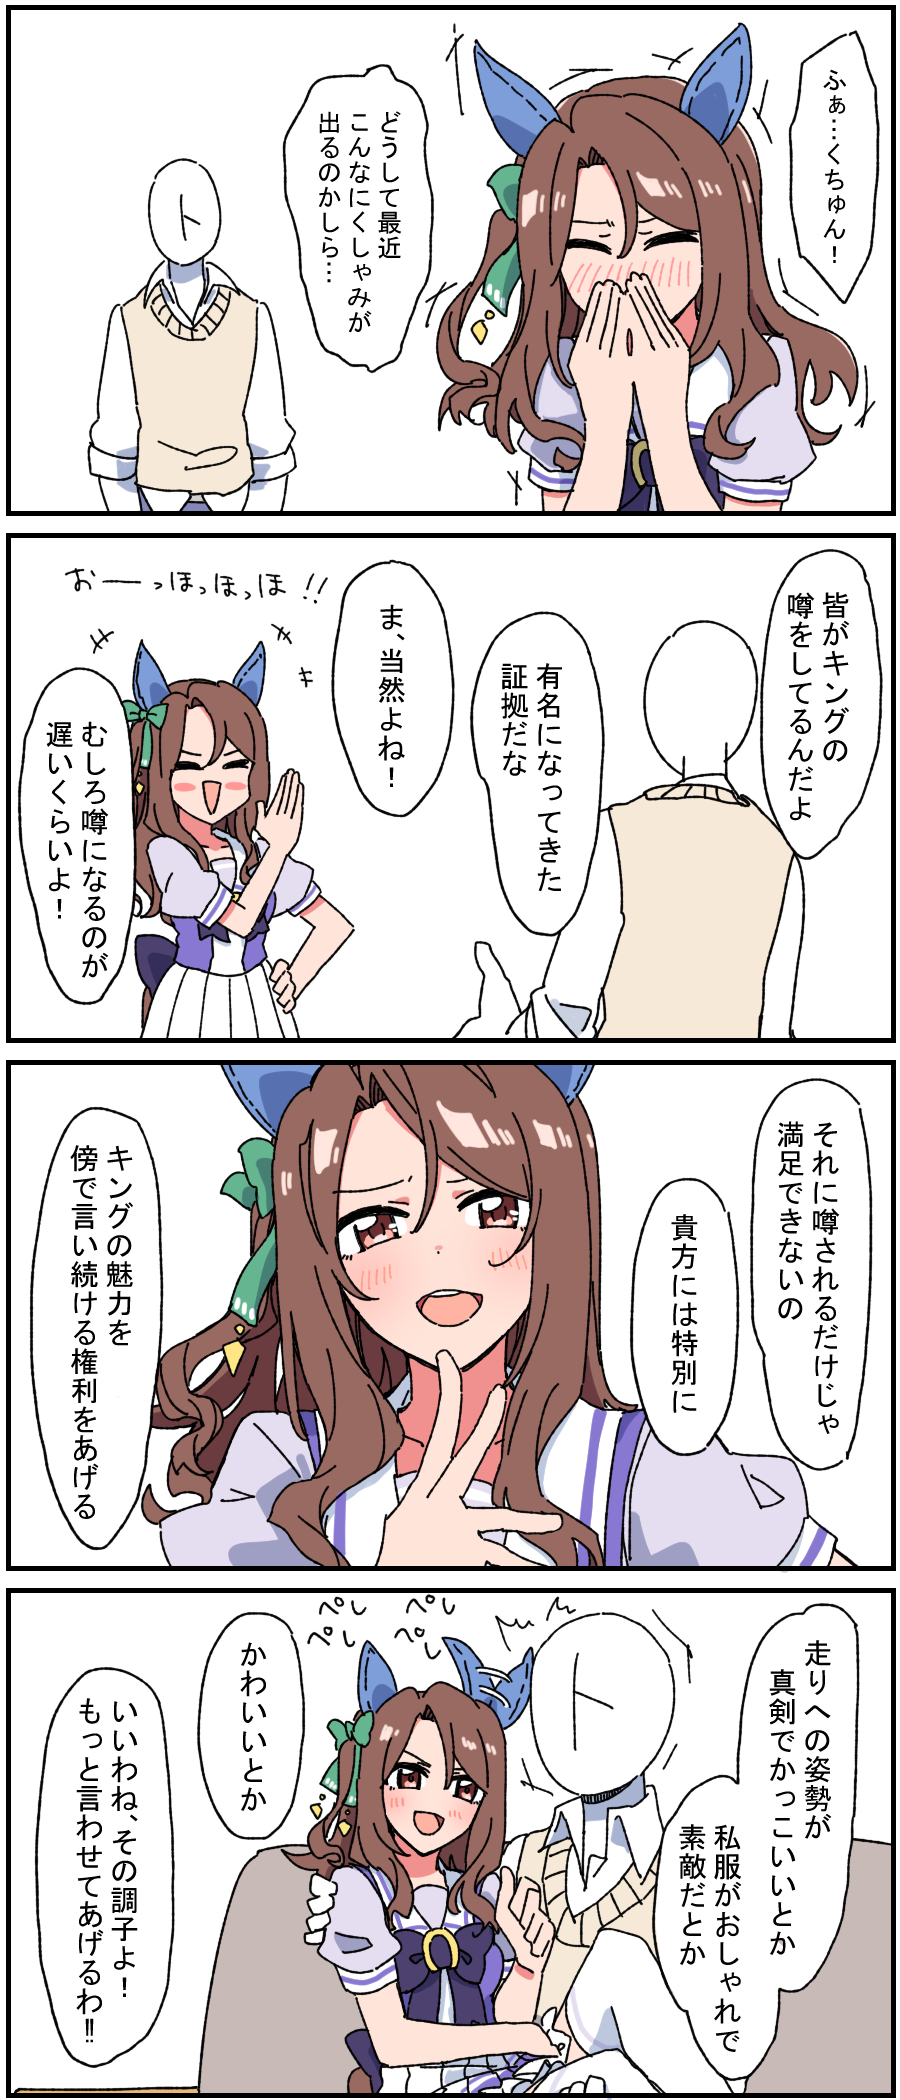 ふぁ…くちゅん！
どうして最近
こんなにくしゃみが
出るのかしら…
ト
皆がキングの
噂をしてるんだよ
有名になってきた
証拠だな
ま、当然よね！
おーっほっほっほ!!
むしろ噂になるのが
遅いくらいよ！
それに噂されるだけじゃ
満足できないの
貴方には特別に
キングの魅力を
傍で言い続ける権利をあげる
走りへの姿勢が
真剣でかっこいいとか
私服がおしゃれで
素敵だとか
ト
ペし
ペし
ペし
ペし
かわいいとか
いいわね、その調子よ！
もっと言わせてあげるわ!!